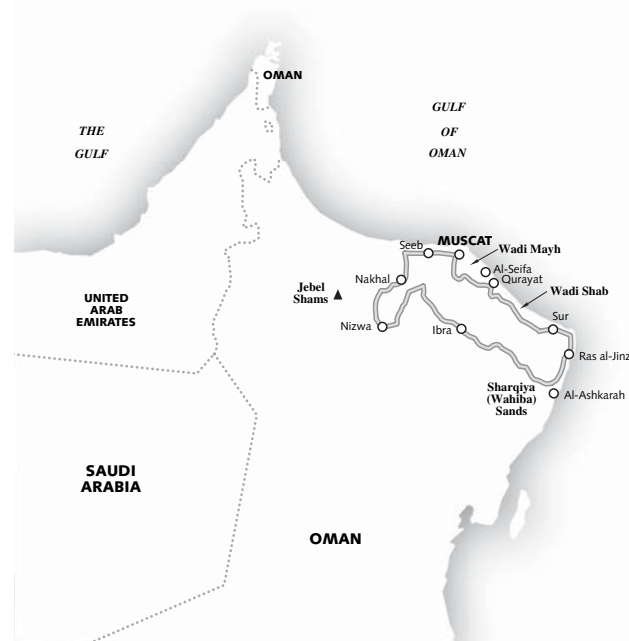 OMAN
THE
GULF
GULF
OF
OMAN
Seeb
MUSCAT
Wadi Mayh
Al-Seifa
Qurayat
Nakhal
Jebel
Shams
Wadi Shab
UNITED
ARAB
EMIRATES
Nizwa
Ibra
Sur
Ras al-Jinz
Sharqiya
(Wahiba)
Sands
Al-Ashkarah
SAUDI
ARABIA
OMAN